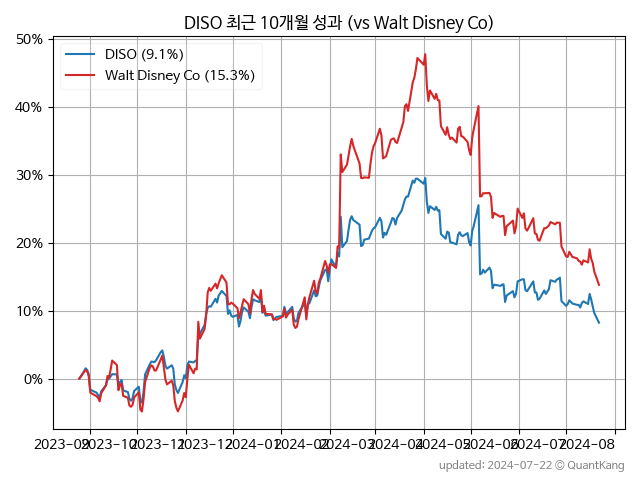 DISO 최근 10개월 성과 (vs Walt Disney Co)
DISO (9.1%)
Walt Disney Co (15.3%)
50%
40%
30%
20%
10%
0%
2023-09 2023-10 2023-11 2023-12 2024-01 2024-02 2024-03 2024-04 2024-05 2024-06 2024-07 2024-08
updated: 2024-07-22 © QuantKang